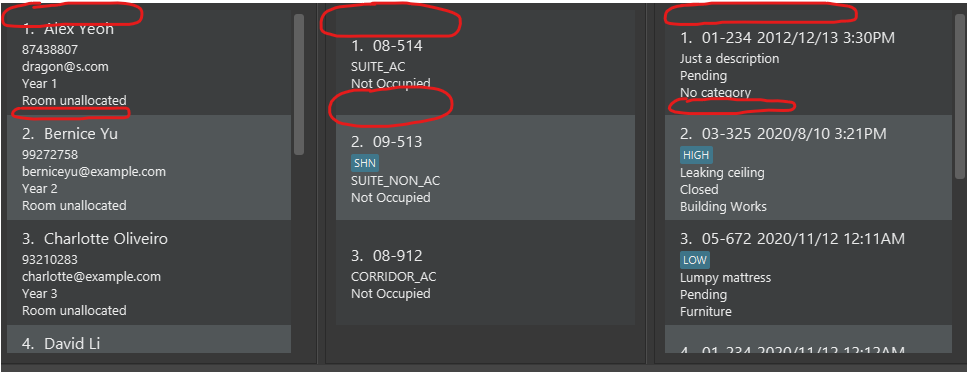 1. Alex Yeoh
87438807
dragon@s.com
Year 1
Room unallocated
2. Bernice Yu
99272758
berniceyu@example.com
Year 2
Room unallocated
3. Charlotte Oliveiro
93210283
charlotte@example.com
Year 3
Room unallocated
4. David Li
1. 08-514
SUITE_AC
Not Occupied
2. 09-513
SHN
SUITE_NON_AC
Not Occupied
3. 08-912
CORRIDOR_AC
Not Occupied
1. 01-234 2012/12/13 3:30PM
Just a description
Pending
No category
2. 03-325 2020/8/10 3:21PM
HIGH
Leaking ceiling
Closed
Building Works
3. 05-672 2020/11/12 12:11AM
LOW
Lumpy mattress
Pending
Furniture
4. 01-234 2020/11/12 12:12AM